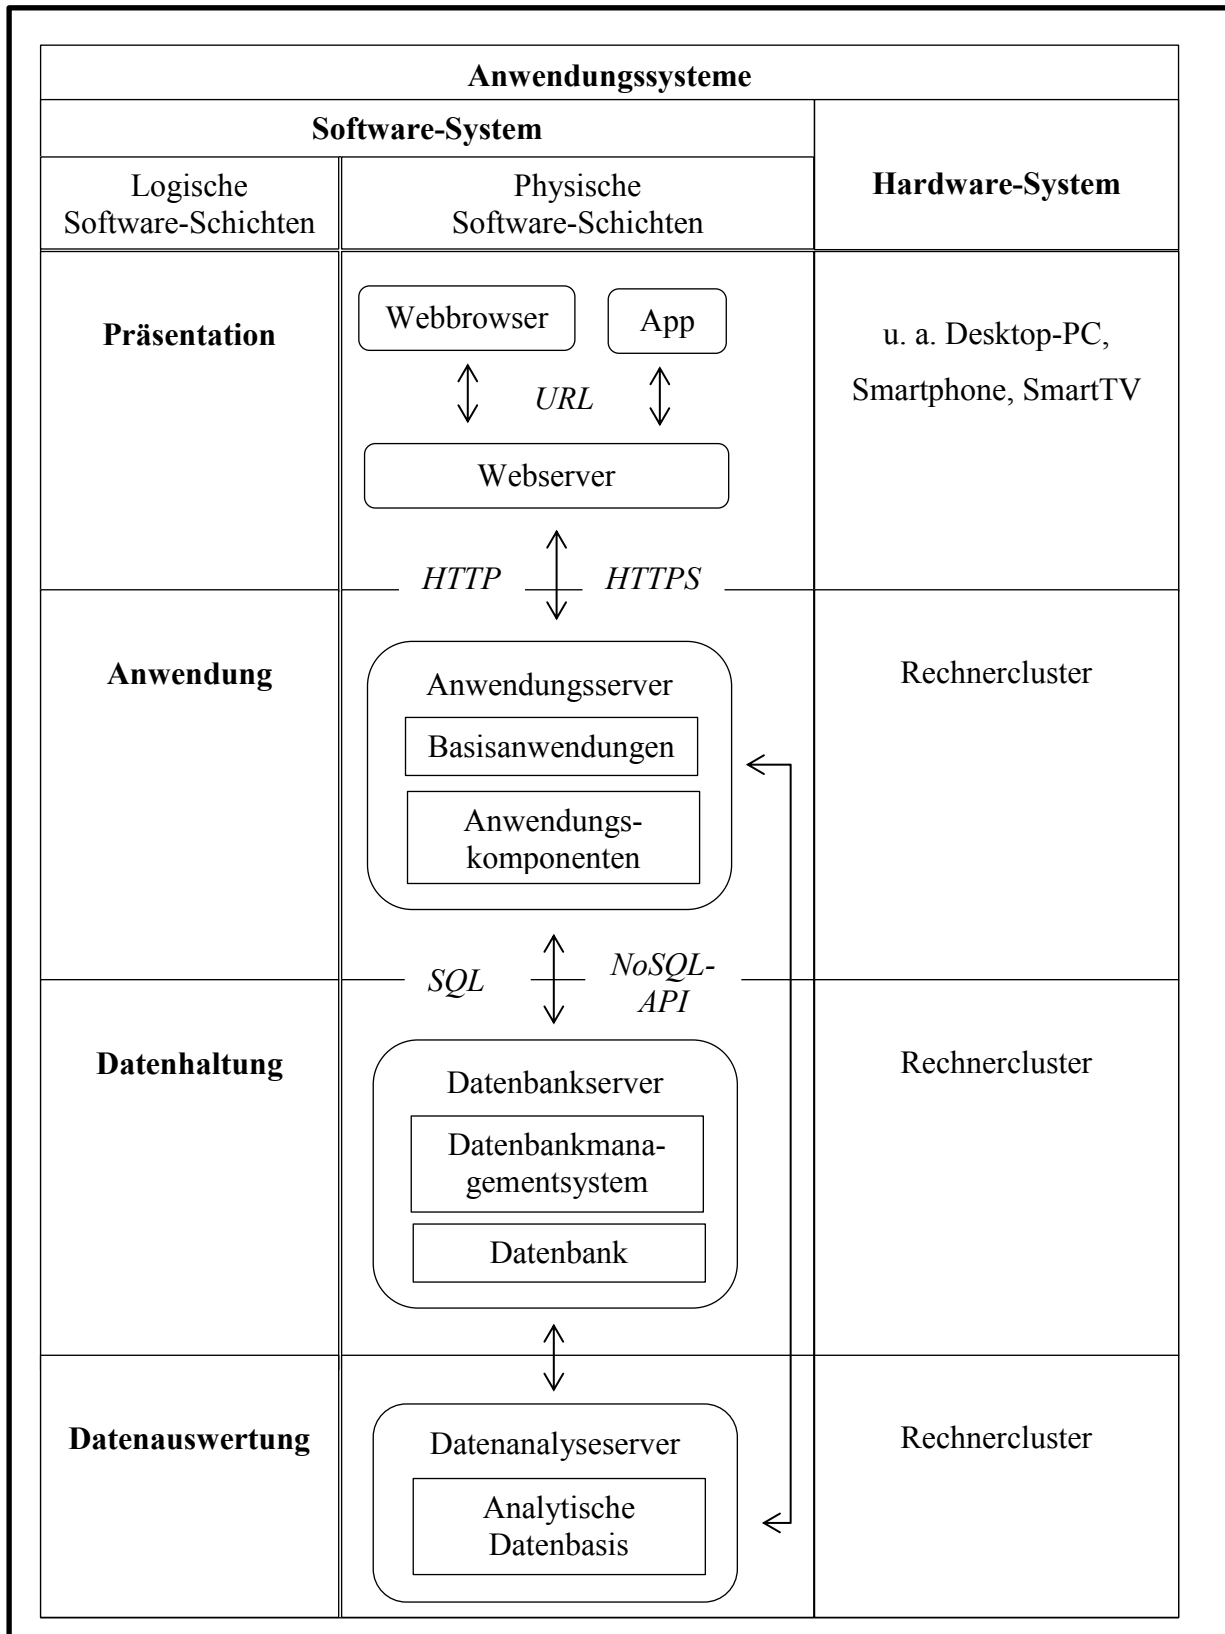 Anwendungssysteme
Software-System
Hardware-System
Logische
Software-Schichten
Physische
Software-Schichten
Präsentation
Webbrowser
App
u. a. Desktop-PC,
Smartphone, SmartTV
URL
Webserver
HTTP
HTTPS
Anwendung
Anwendungsserver
Rechnercluster
Basisanwendungen
Anwendungs-
komponenten
SQL
NoSQL-
API
Datenhaltung
Datenbankserver
Rechnercluster
Datenbankmana-
gementsystem
Datenbank
Datenauswertung
Datenanalyseserver
Rechnercluster
Analytische
Datenbasis